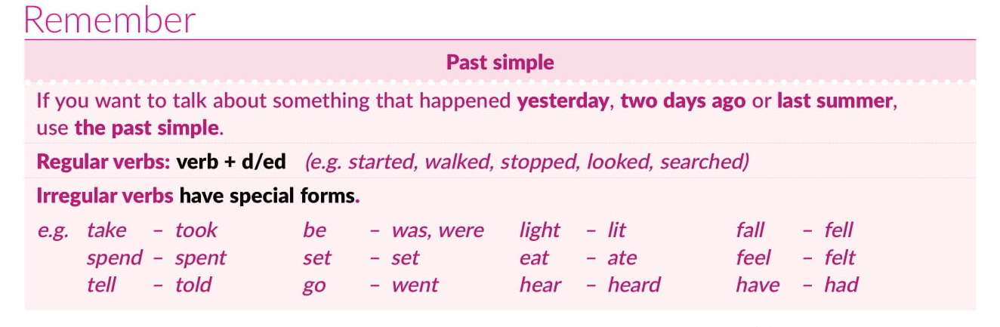 Remember
Past simple
If you want to talk about something that happened yesterday, two days ago or last summer,
use the past simple.
Regular verbs: verb + d/ed (e.g. started, walked, stopped, looked, searched)
Irregular verbs have special forms.
e.g. take – took be – was, were light – lit fall – fell
spend – spent set – set eat – ate feel – felt
tell – told go – went hear – heard have – had